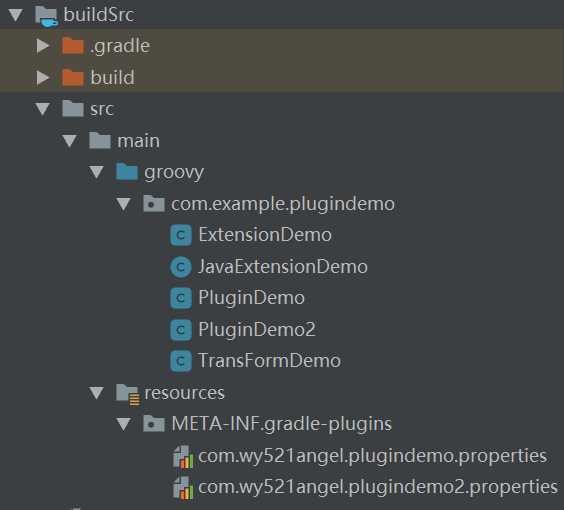 buildSrc
.gradle
build
src
main
groovy
com.example.plugindemo
ExtensionDemo
JavaExtensionDemo
PluginDemo
PluginDemo2
TransFormDemo
resources
META-INF.gradle-plugins
com.wy521angel.plugindemo.properties
com.wy521angel.plugindemo2.properties